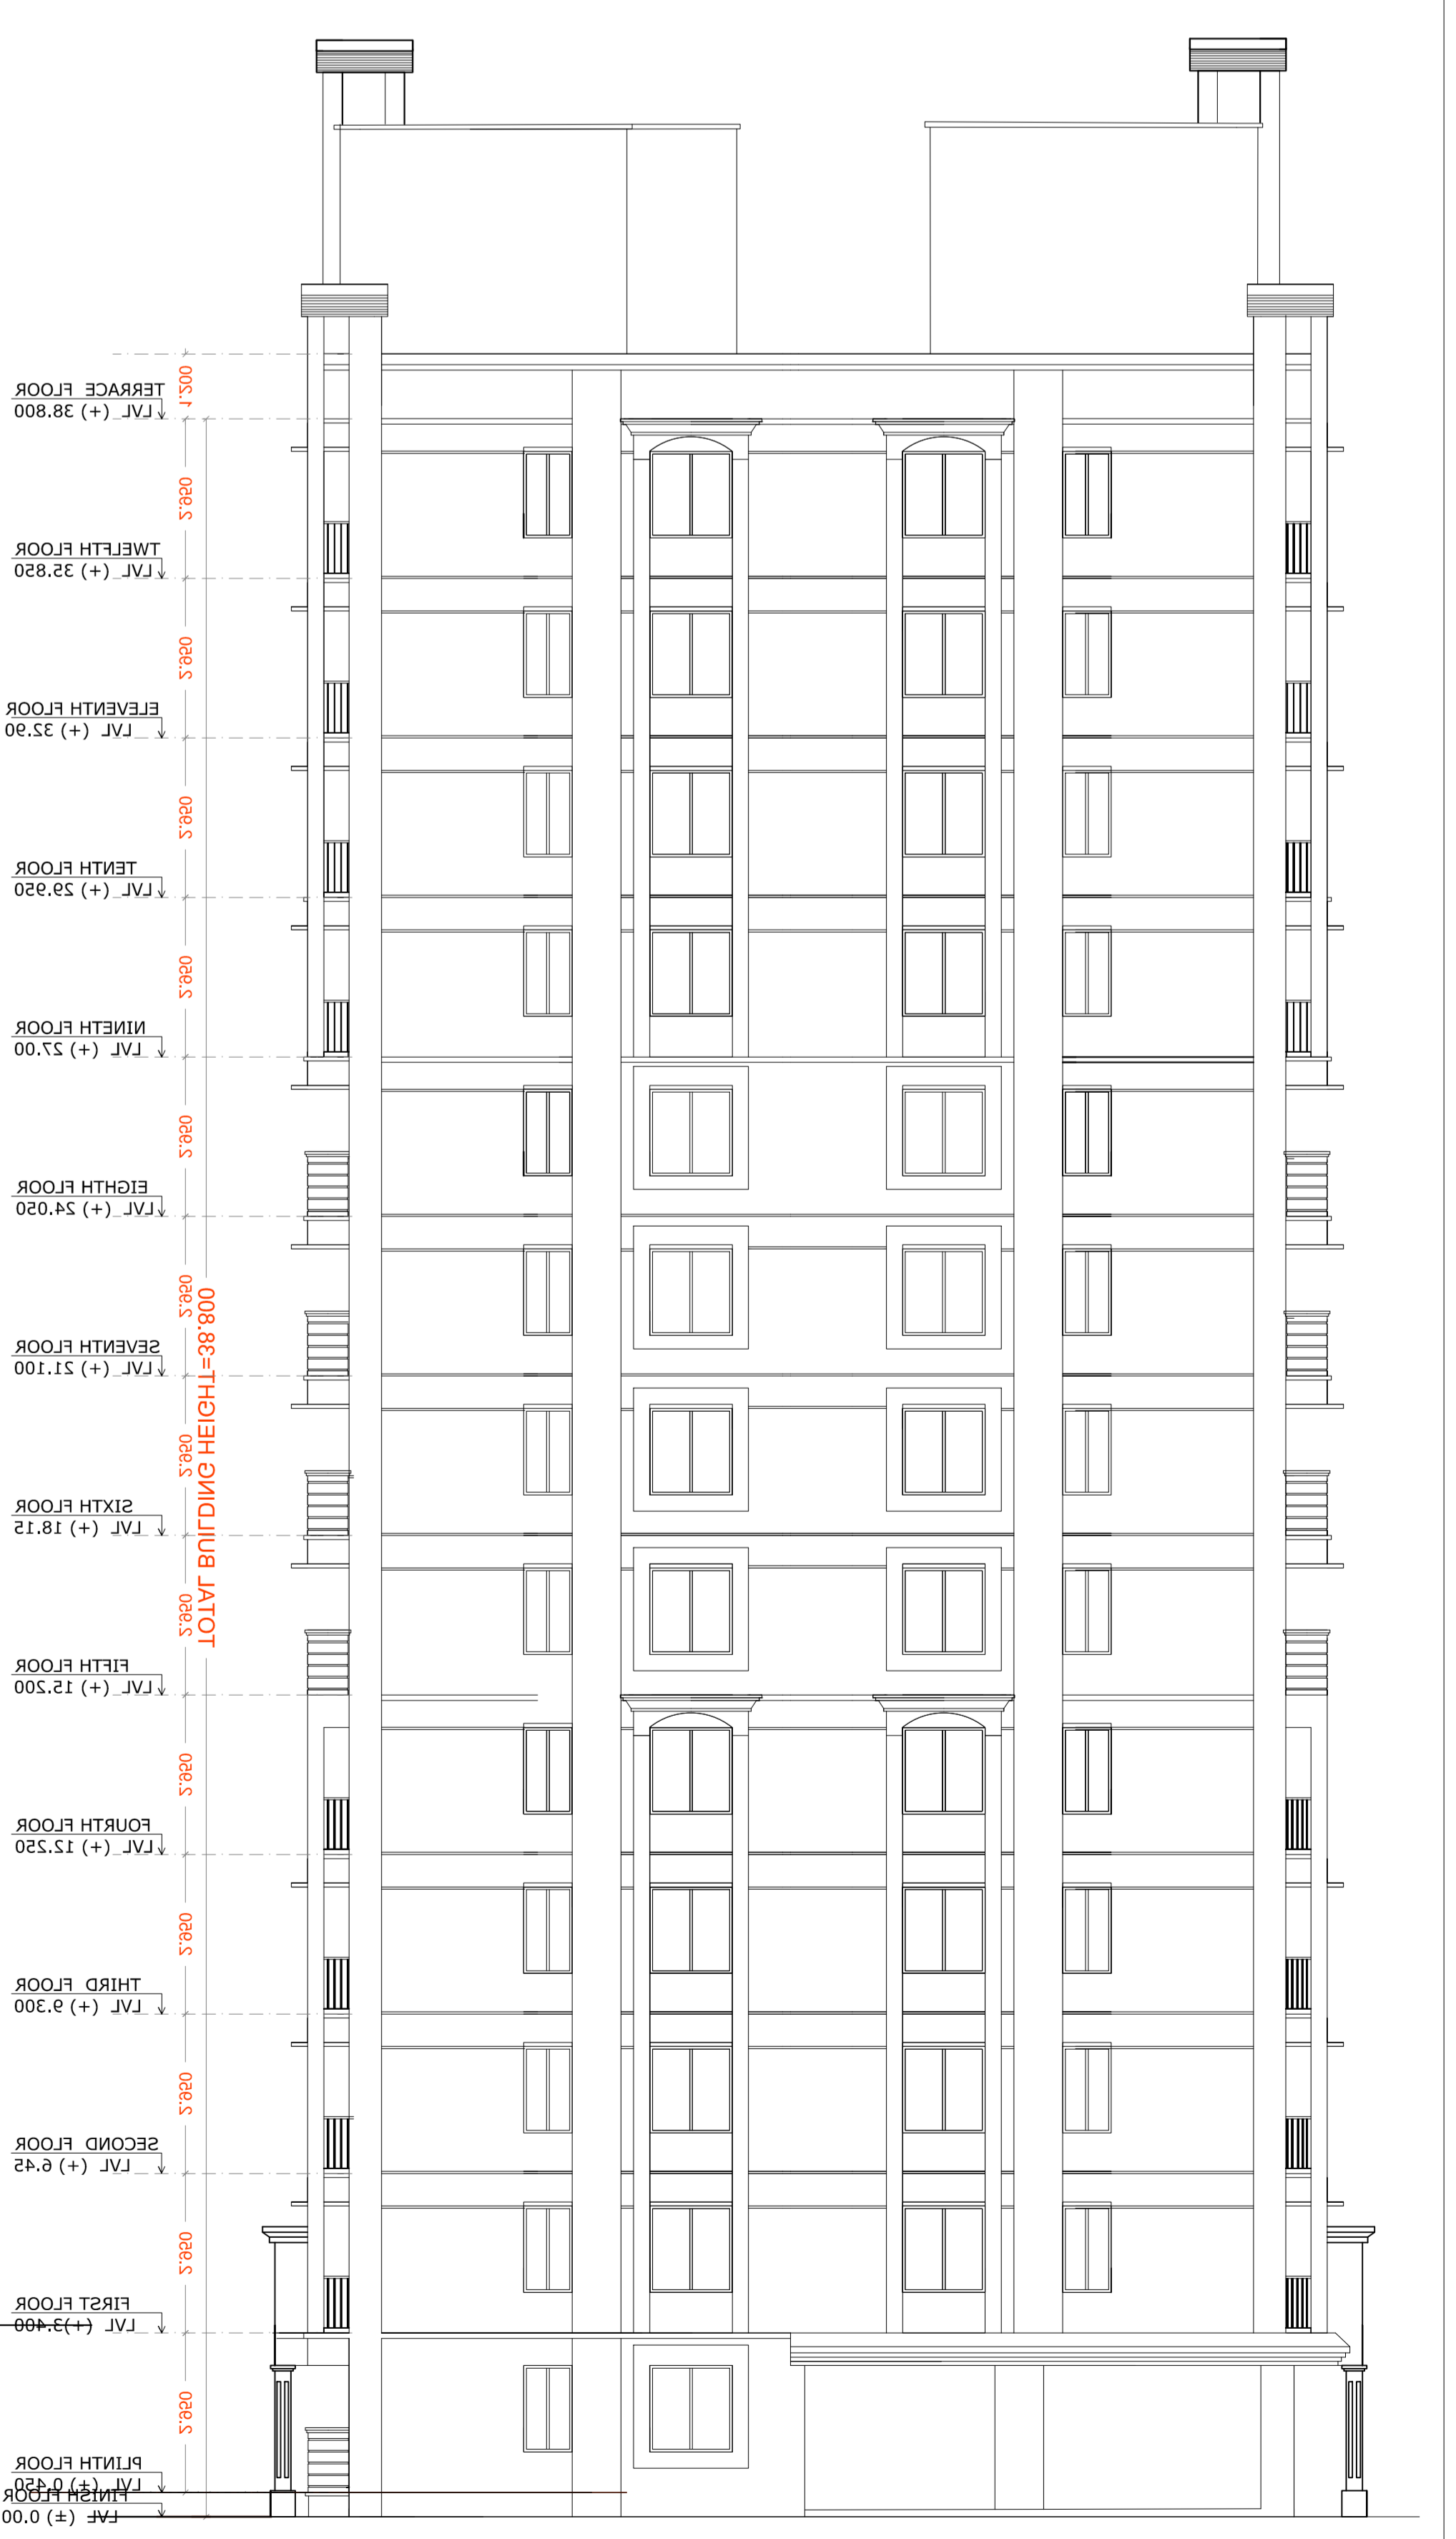 1.200
TERRACE FLOOR
LVL (+) 38.800
2.950
TWELFTH FLOOR
LVL (+) 35.850
2.950
ELEVENTH FLOOR
LVL (+) 32.90
2.950
TENTH FLOOR
LVL (+) 29.950
2.950
NINETH FLOOR
LVL (+) 27.00
2.950
EIGHTH FLOOR
LVL (+) 24.050
2.950
TOTAL BUILDING HEIGHT=38.800
SEVENTH FLOOR
LVL (+) 21.100
2.950
SIXTH FLOOR
LVL (+) 18.15
2.950
FIFTH FLOOR
LVL (+) 15.200
2.950
FOURTH FLOOR
LVL (+) 12.250
2.950
THIRD FLOOR
LVL (+) 9.300
2.950
SECOND FLOOR
LVL (+) 6.45
2.950
FIRST FLOOR
LVL (+)3.400
2.950
PLINTH FLOOR
LVL (+) 0.450
FINISH FLOOR
LVL (±) 0.00